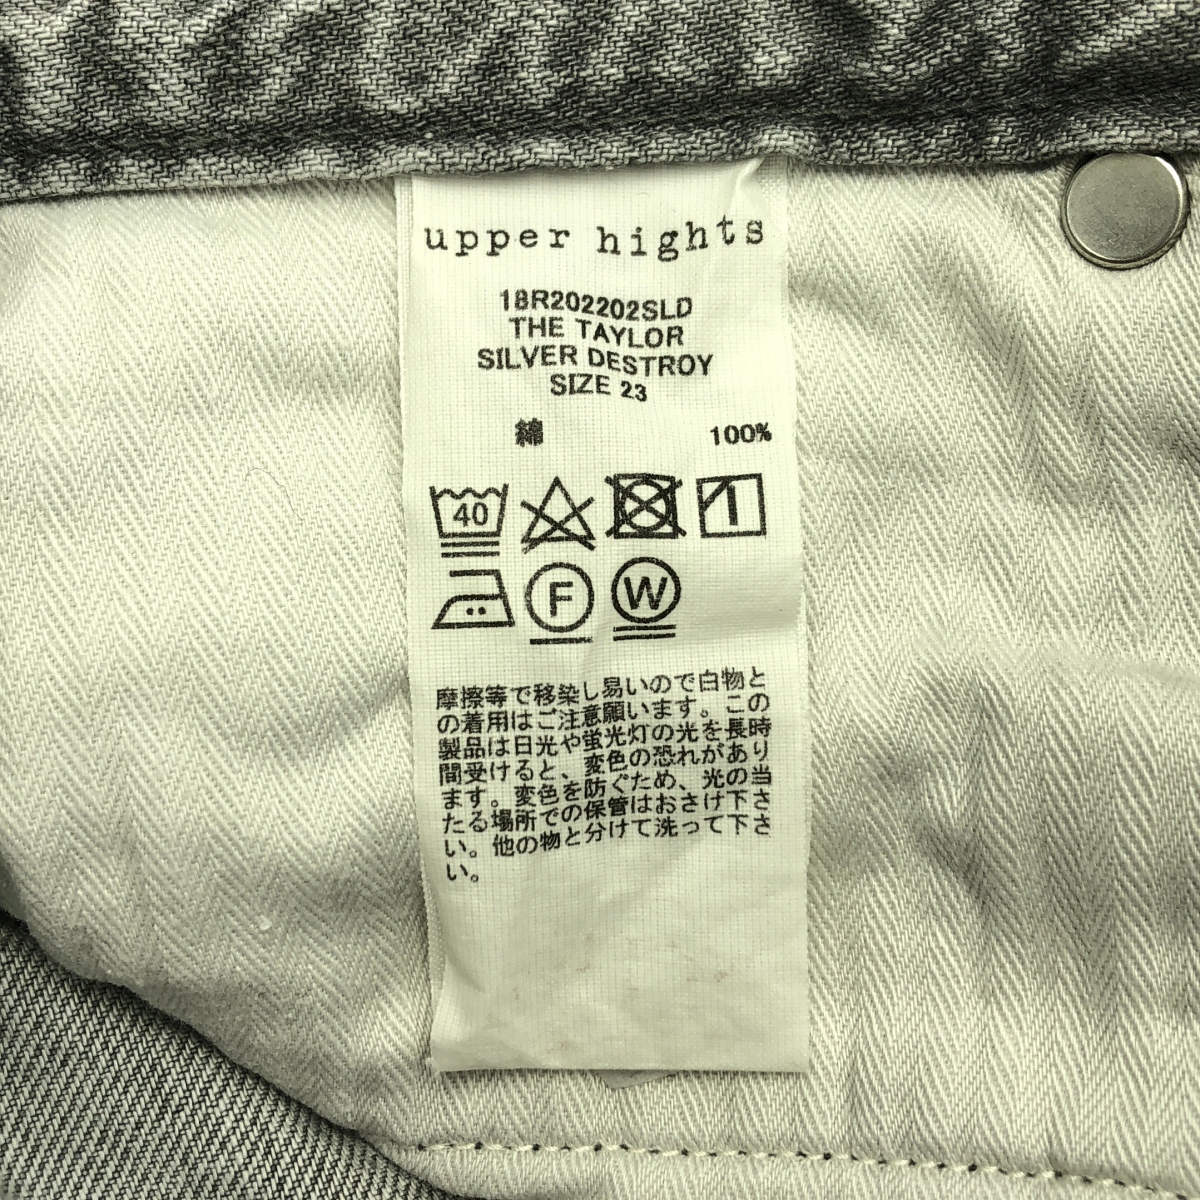 upper hights
18R202202SLD
THE TAYLOR
SILVER DESTROY
SIZE 23
綿 100%
40
F W
摩擦等で移染し易いので白物と
の着用はご注意願います。この
製品は日光や蛍光灯の光を長時
間受けると、変色の恐れがあり
ます。変色を防ぐため、光の当
たる場所での保管はおさけ下さ
い。他の物と分けて洗って下さ
い。